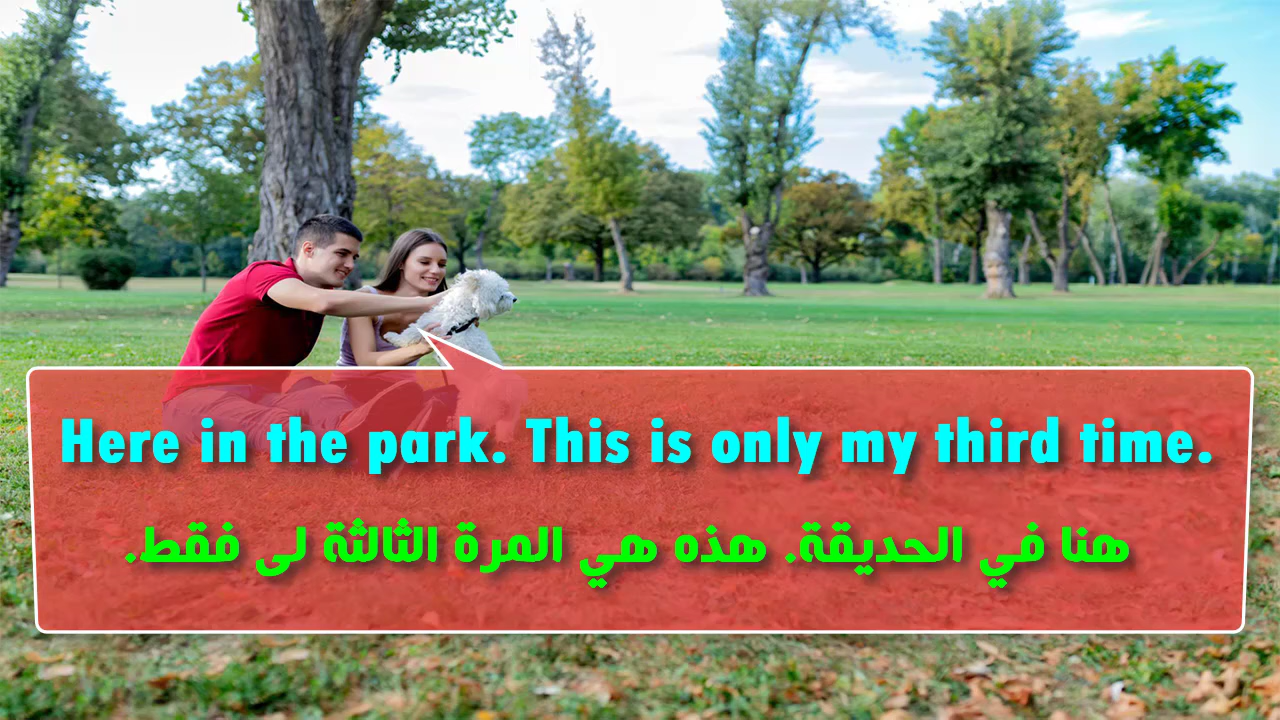 Here in the park. This is only my third time.
هنا في الحديقة. هذه هي المرة الثالثة لى فقط.